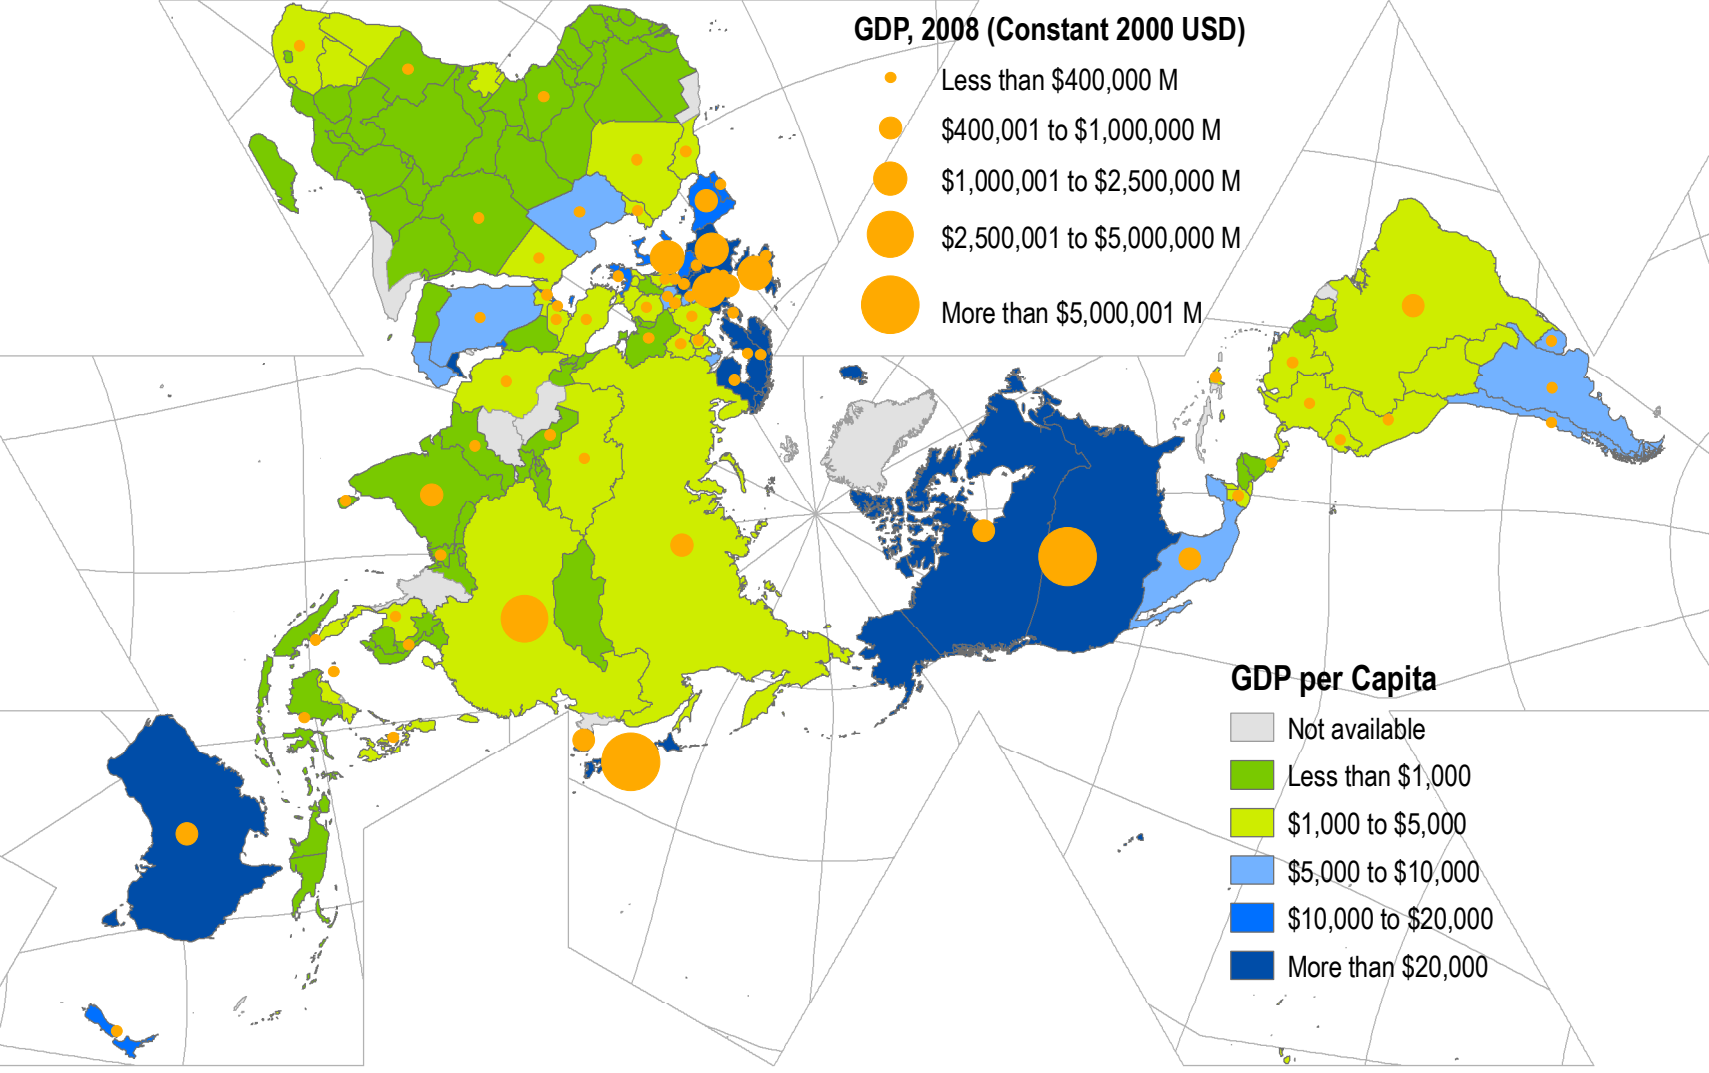 GDP, 2008 (Constant 2000 USD)
Less than $400,000 M
$400,001 to $1,000,000 M
$1,000,001 to $2,500,000 M
$2,500,001 to $5,000,000 M
More than $5,000,001 M
GDP per Capita
Not available
Less than $1,000
$1,000 to $5,000
$5,000 to $10,000
$10,000 to $20,000
More than $20,000